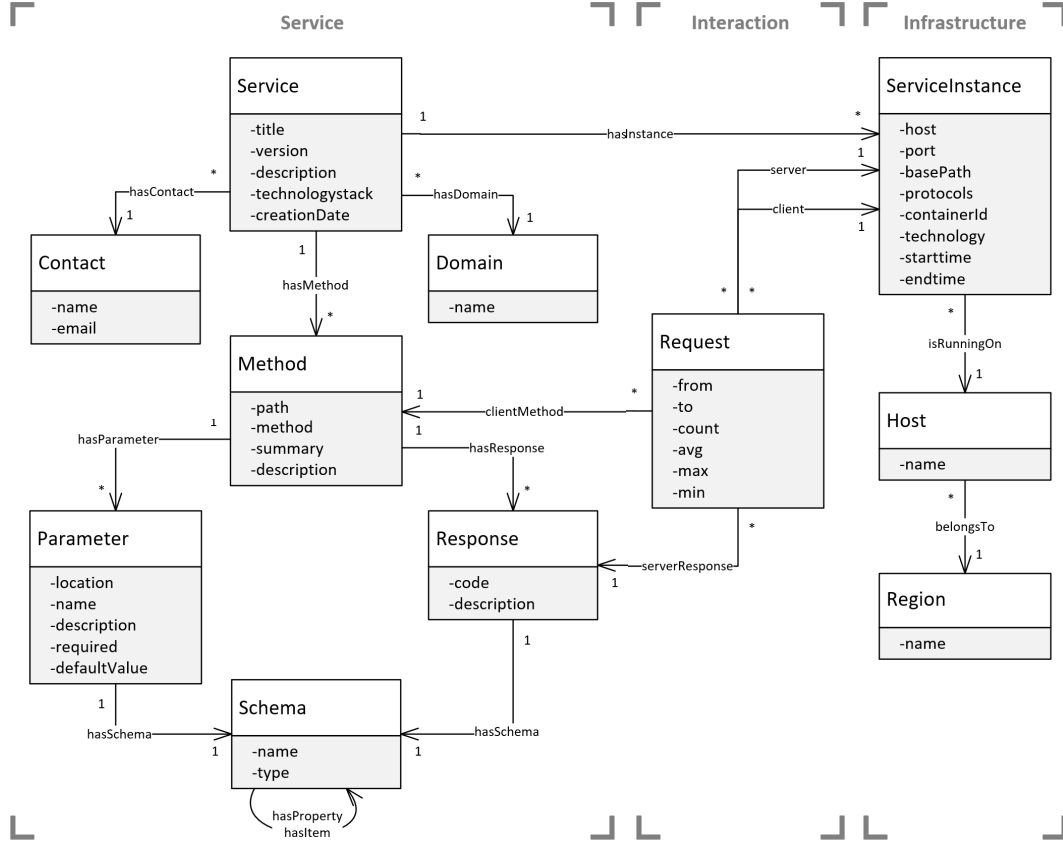 Service
Interaction
Infrastructure
Service
-title
-version
-description
-technologystack
-creationDate
1
hasInstance
*
ServiceInstance
-host
-port
-basePath
-protocols
-containerId
-technology
-starttime
-endtime
*
hasContact
1
*
hasDomain
1
1
server
client
1
Contact
-name
-email
Domain
-name
1
hasMethod
*
* *
Request
-from
-to
-count
-avg
-max
-min
*
isRunningOn
1
Method
-path
-method
-summary
-description
1
clientMethod
*
1
hasParameter
*
1
hasResponse
*
Host
-name
*
belongsTo
1
Parameter
-location
-name
-description
-required
-defaultValue
Response
-code
-description
*
serverResponse
1
Region
-name
1
hasSchema
1
1
hasSchema
1
Schema
-name
-type
hasProperty
hasItem